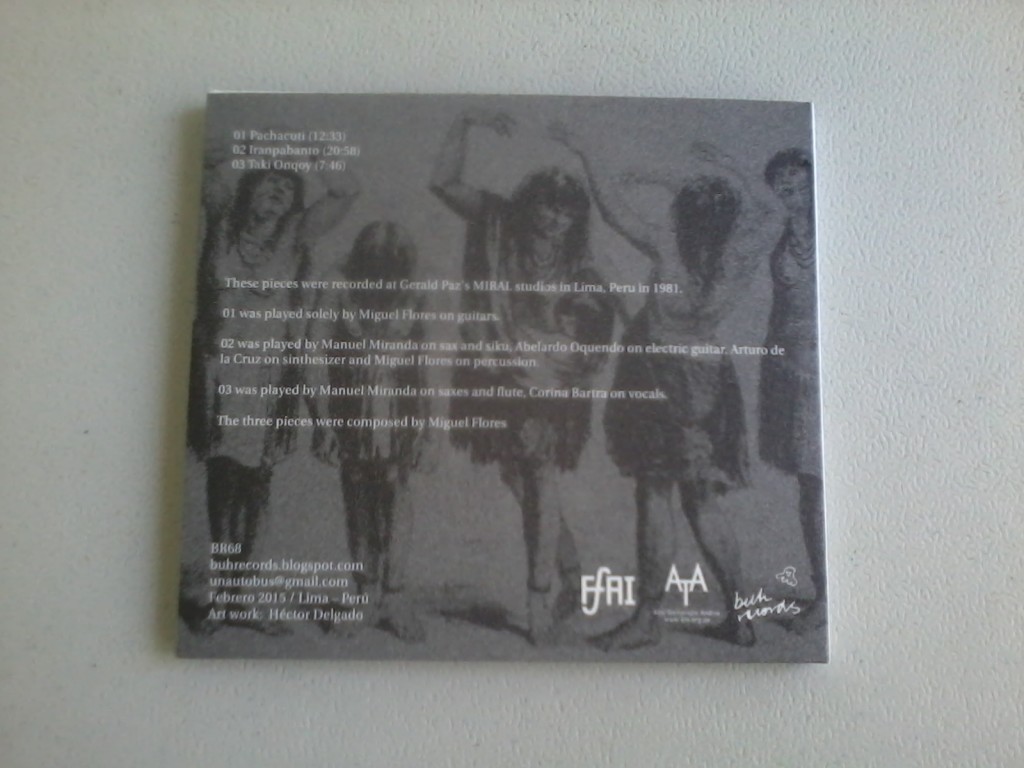 01 Pachacuti (12:33)
02 Iranpabanto (20:58)
03 Taki Onqoy (7:46)
These pieces were recorded at Gerald Paz's MIRAL studios in Lima, Peru in 1981.
01 was played solely by Miguel Flores on guitars.
02 was played by Manuel Miranda on sax and siku, Abelardo Oquendo on electric guitar, Arturo de
la Cruz on sinthesizer and Miguel Flores on percussion.
03 was played by Manuel Miranda on saxes and flute, Corina Bartra on vocals.
The three pieces were composed by Miguel Flores
BR68
buhrecords.blogspot.com
unautobus@gmail.com
Febrero 2015 / Lima - Perú
Art work: Héctor Delgado
ATA
buh
records